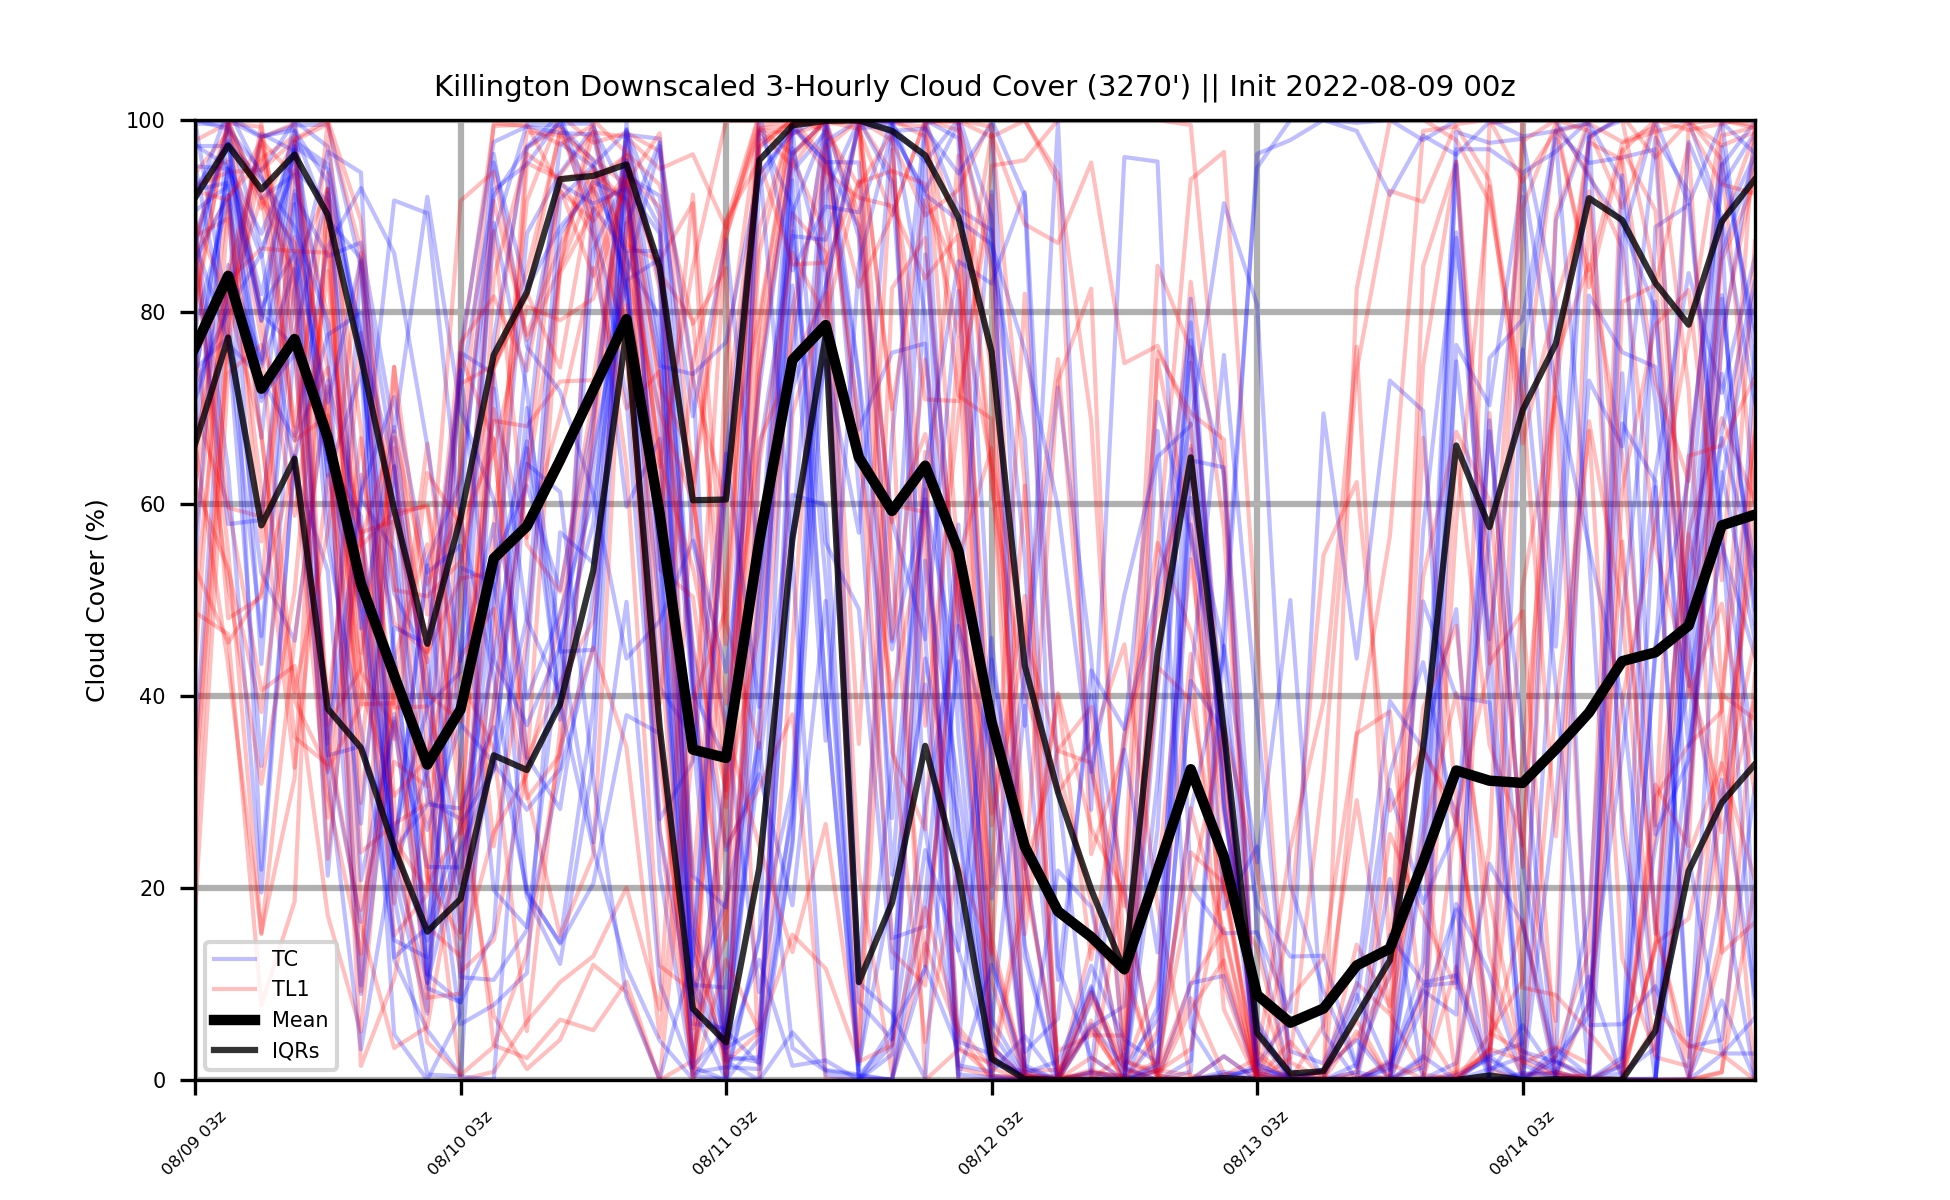 Killington Downscaled 3-Hourly Cloud Cover (3270') || Init 2022-08-09 00z
Cloud Cover (%)
100
80
60
40
20
0
TC
TL1
Mean
IQRs
08/09 03z
08/10 03z
08/11 03z
08/12 03z
08/13 03z
08/14 03z